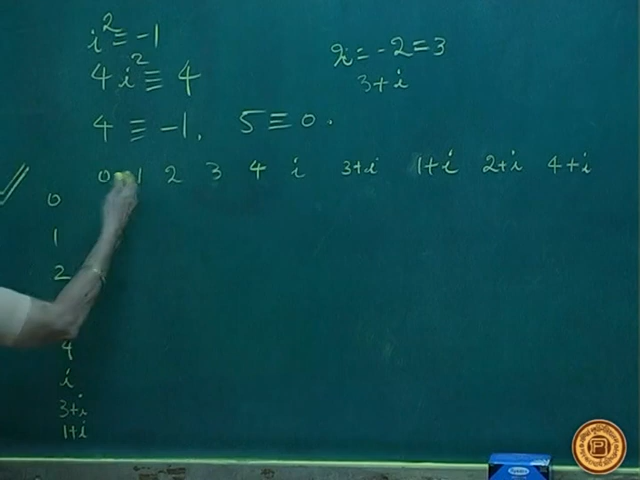 i² ≡ -1
2i = -2 = 3
4i² ≡ 4
3+i
4 ≡ -1, 5 ≡ 0.
0 1 2 3 4 i 3+i 1+i 2+i 4+i
0
1
2
4
i
3+i
1+i